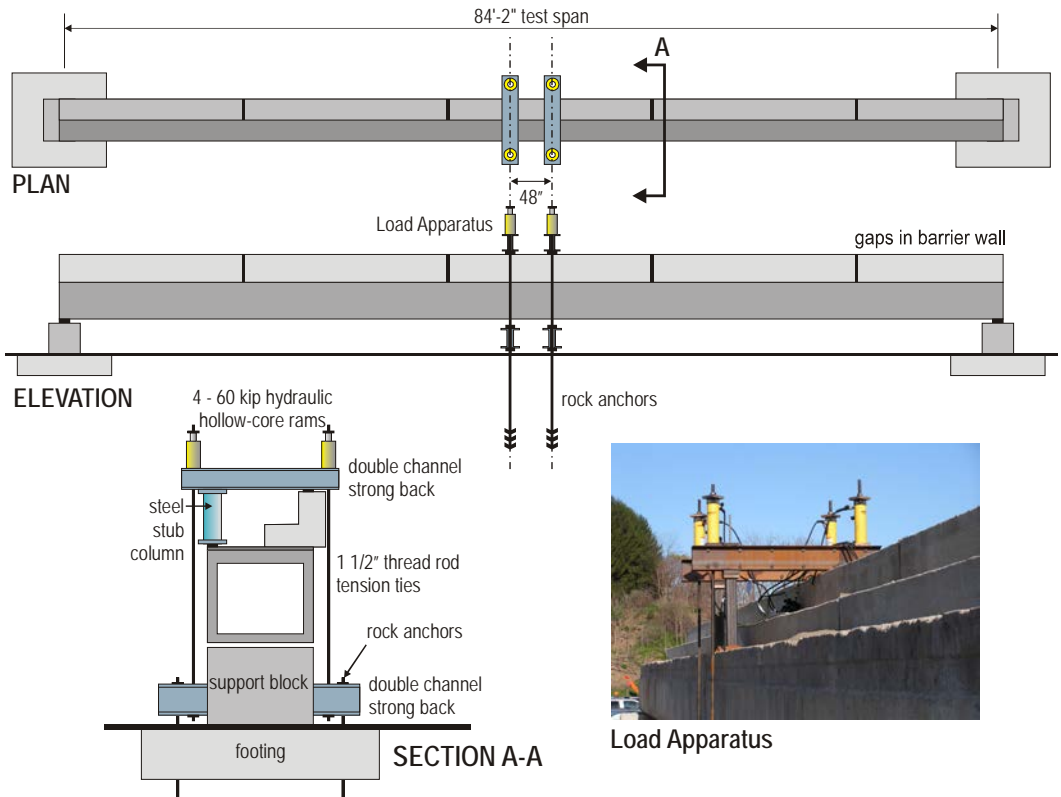 84'-2" test span
A
PLAN
48"
Load Apparatus
gaps in barrier wall
ELEVATION
rock anchors
4 - 60 kip hydraulic
hollow-core rams
double channel
strong back
steel
stub
column
1 1/2" thread rod
tension ties
rock anchors
support block
double channel
strong back
footing
SECTION A-A
Load Apparatus